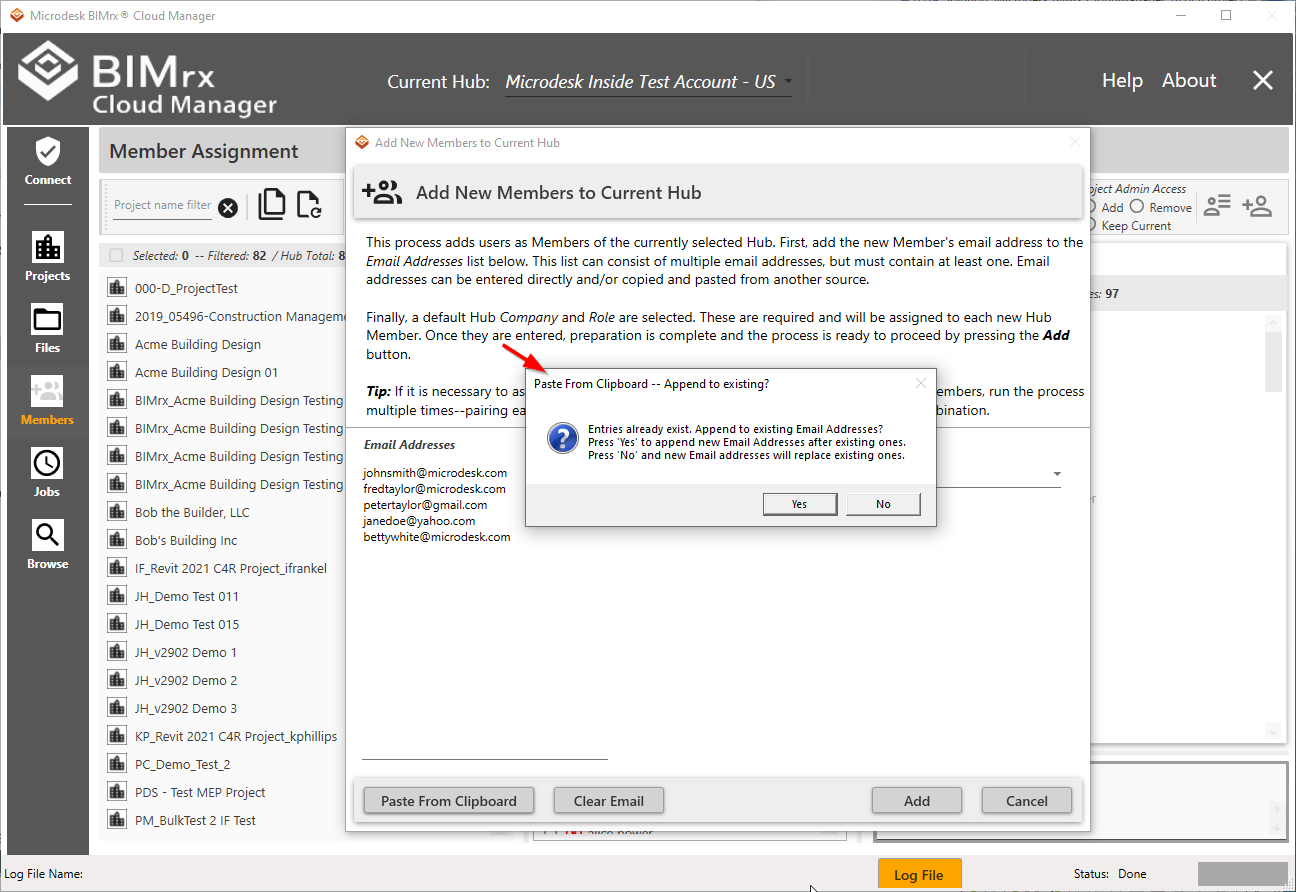 Microdesk BIMrx® Cloud Manager
BIMrx
Cloud Manager
Current Hub: Microdesk Inside Test Account - US
Help About
Connect
Projects
Files
Members
Jobs
Browse
Member Assignment
Project name filter
Selected: 0 -- Filtered: 82 / Hub Total: 8
000-D_ProjectTest
2019_05496-Construction Manageme
Acme Building Design
Acme Building Design 01
BIMrx_Acme Building Design Testing
BIMrx_Acme Building Design Testing
BIMrx_Acme Building Design Testing
BIMrx_Acme Building Design Testing
Bob the Builder, LLC
Bob's Building Inc
IF_Revit 2021 C4R Project_ifrankel
JH_Demo Test 011
JH_Demo Test 015
JH_v2902 Demo 1
JH_v2902 Demo 2
JH_v2902 Demo 3
KP_Revit 2021 C4R Project_kphillips
PC_Demo_Test_2
PDS - Test MEP Project
PM_BulkTest 2 IF Test
Add New Members to Current Hub
Add New Members to Current Hub
This process adds users as Members of the currently selected Hub. First, add the new Member's email address to the
Email Addresses list below. This list can consist of multiple email addresses, but must contain at least one. Email
addresses can be entered directly and/or copied and pasted from another source.
Finally, a default Hub Company and Role are selected. These are required and will be assigned to each new Hub
Member. Once they are entered, preparation is complete and the process is ready to proceed by pressing the Add
button.
Tip: If it is necessary to as
embers, run the process
multiple times--pairing ea
bination.
Email Addresses
johnsmith@microdesk.com
fredtaylor@microdesk.com
petertaylor@gmail.com
janedoe@yahoo.com
bettywhite@microdesk.com
Paste From Clipboard -- Append to existing?
Entries already exist. Append to existing Email Addresses?
Press 'Yes' to append new Email Addresses after existing ones.
Press 'No' and new Email addresses will replace existing ones.
Yes No
Paste From Clipboard Clear Email Add Cancel
oject Admin Access
Add Remove
Keep Current
es: 97
er
Log File Name:
Log File
Status: Done